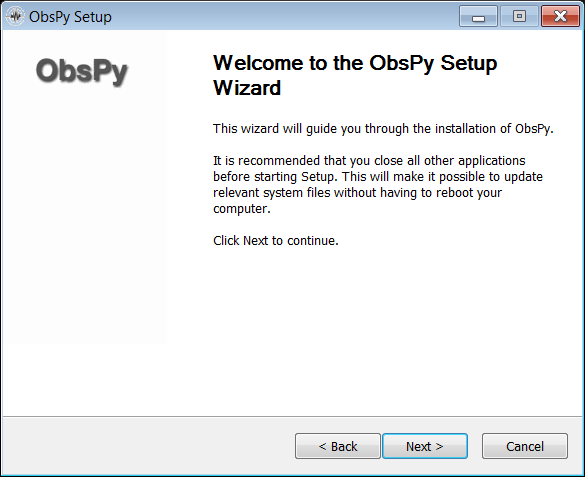 ObsPy Setup
ObsPy
Welcome to the ObsPy Setup
Wizard
This wizard will guide you through the installation of ObsPy.
It is recommended that you close all other applications
before starting Setup. This will make it possible to update
relevant system files without having to reboot your
computer.
Click Next to continue.
< Back
Next >
Cancel